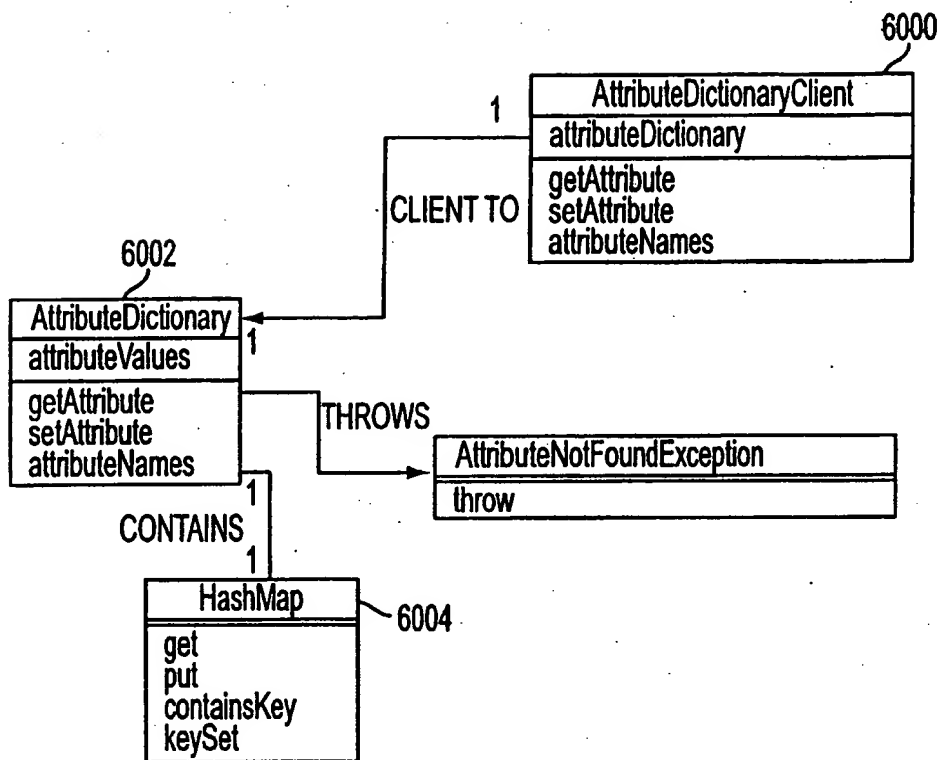 6000
AttributeDictionaryClient
1
attributeDictionary
getAttribute
CLIENT TO
setAttribute
attributeNames
6002
AttributeDictionary
1
attributeValues
getAttribute
THROWS
setAttribute
attributeNames
AttributeNotFoundException
1
throw
CONTAINS
1
HashMap
6004
get
put
containsKey
keySet